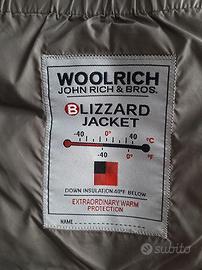 WOOLRICH
JOHN RICH & BROS.
BLIZZARD
JACKET
-40 0° 40
°C
-40 0°
°F
DOWN INSULATION 40°F BELOW
EXTRAORDINARY WARM
PROTECTION
NAME
subito